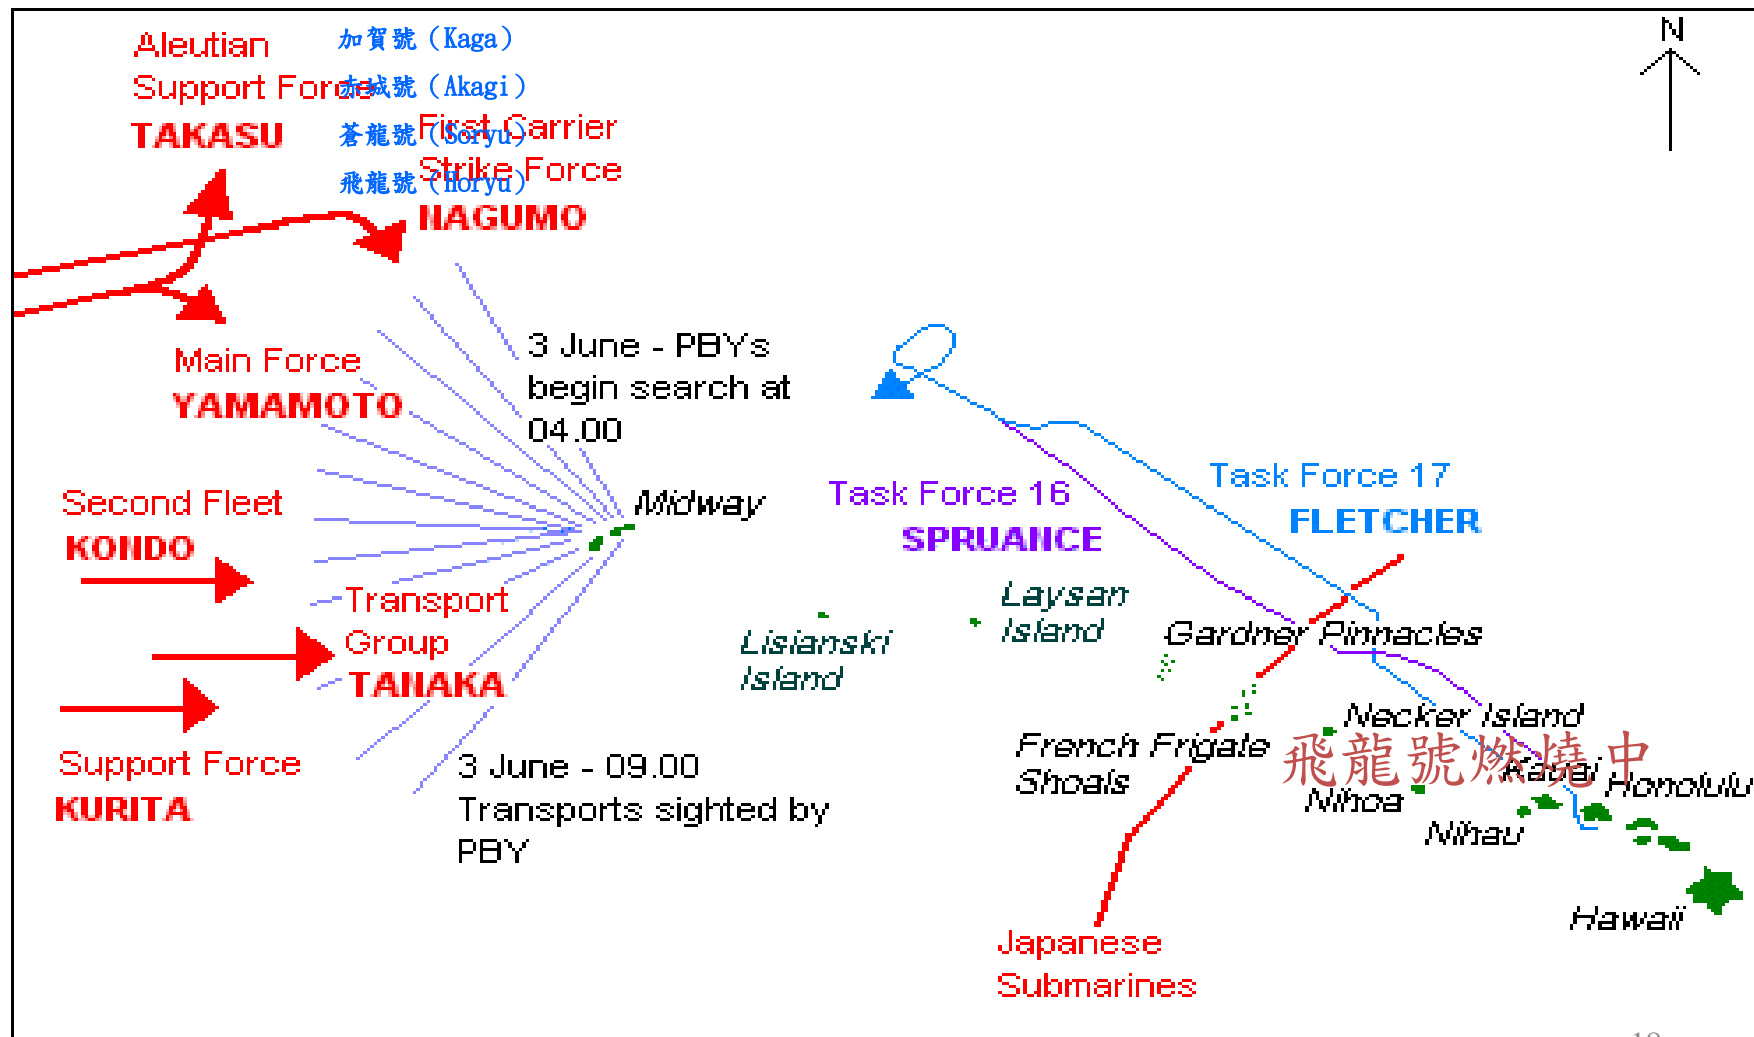 Aleutian
Support Force
TAKASU
加賀號（Kaga）
赤城號（Akagi）
蒼龍號（Soryu）
飛龍號（Horyu）
First Carrier
Strike Force
NAGUMO
N
Main Force
YAMAMOTO
3 June - PBYs
begin search at
04.00
Midway
Second Fleet
KONDO
Task Force 16
SPRUANCE
Task Force 17
FLETCHER
Transport
Group
TANAKA
Lisianski
Island
Laysan
Island
Gardner Pinnacles
Support Force
KURITA
3 June - 09.00
Transports sighted by
PBY
French Frigate
Shoals
Necker Island
飛龍號燃燒中
Kauai
Honolulu
Nihoa
Nihau
Hawaii
Japanese
Submarines